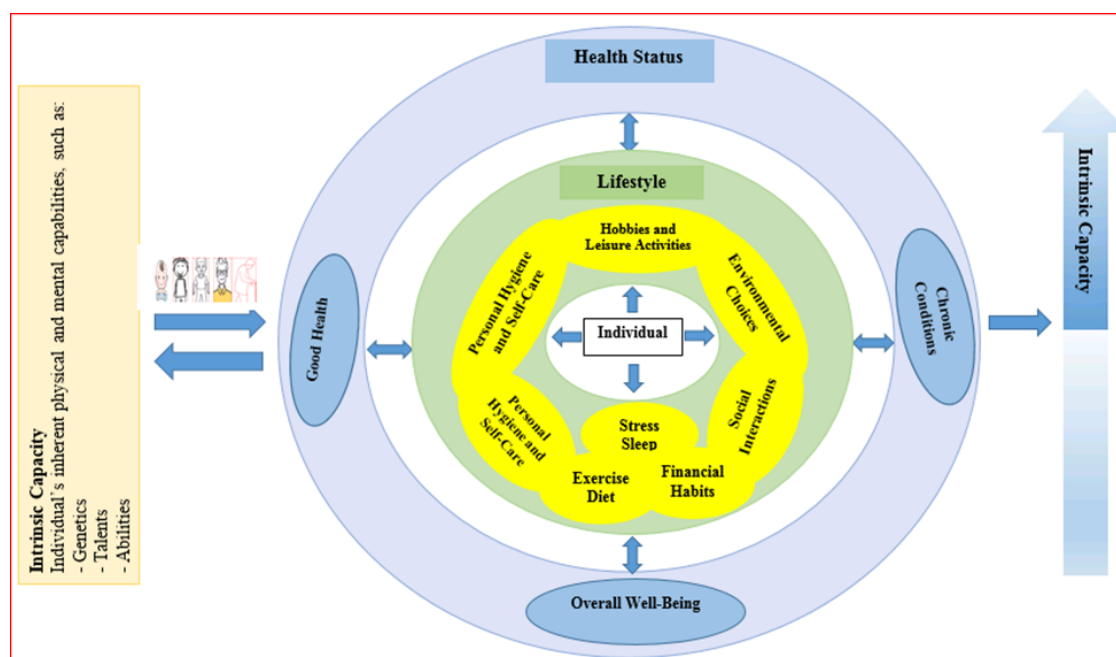 Health Status
Lifestyle
Hobbies and
Leisure Activities
Personal Hygiene
and Self-Care
Environmental
Choices
Individual
Good Health
Chronic
Conditions
Personal
Hygiene and
Self-Care
Stress
Sleep
Social
Interactions
Exercise
Diet
Financial
Habits
Overall Well-Being
Intrinsic Capacity
Individual`s inherent physical and mental capabilities, such as:
- Genetics
- Talents
- Abilities
Intrinsic Capacity